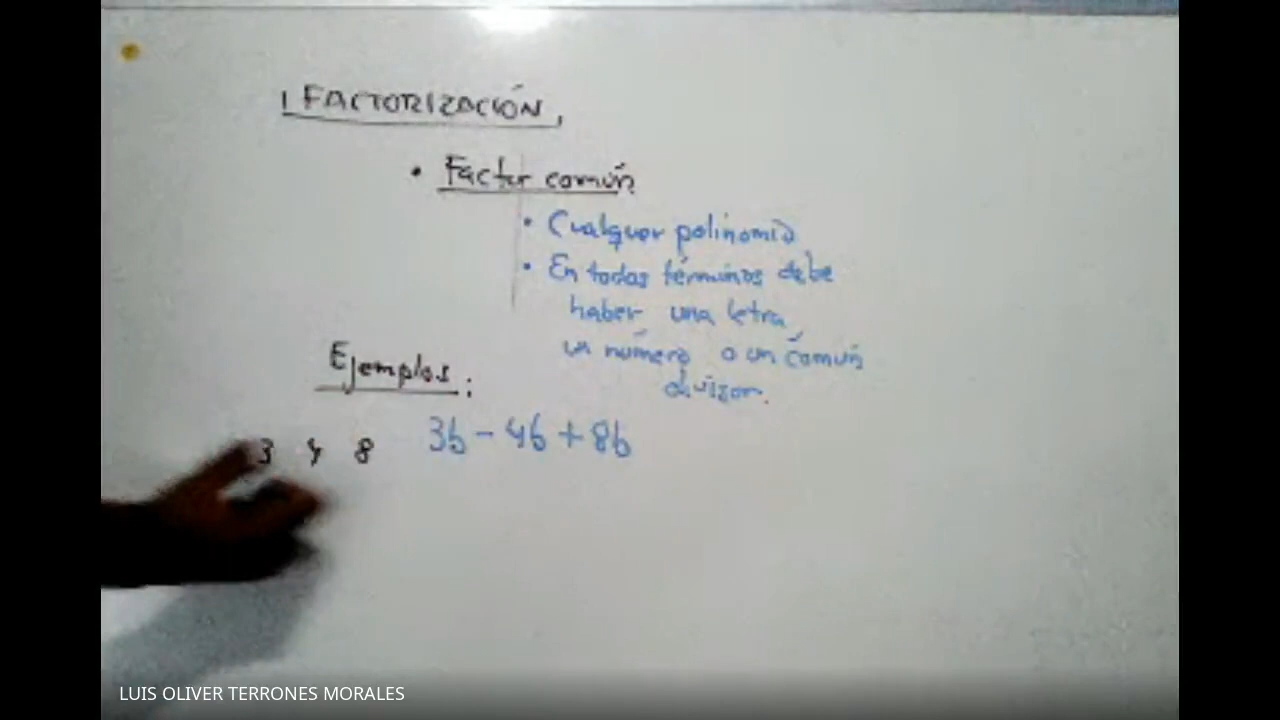 FACTORIZACIÓN
• Factor común
• Cualquer polinomio
• En todos términos debe
haber una letra,
un número o un común
divisor.
Ejemplos:
3 4 8 3b - 4b + 8b
LUIS OLIVER TERRONES MORALES